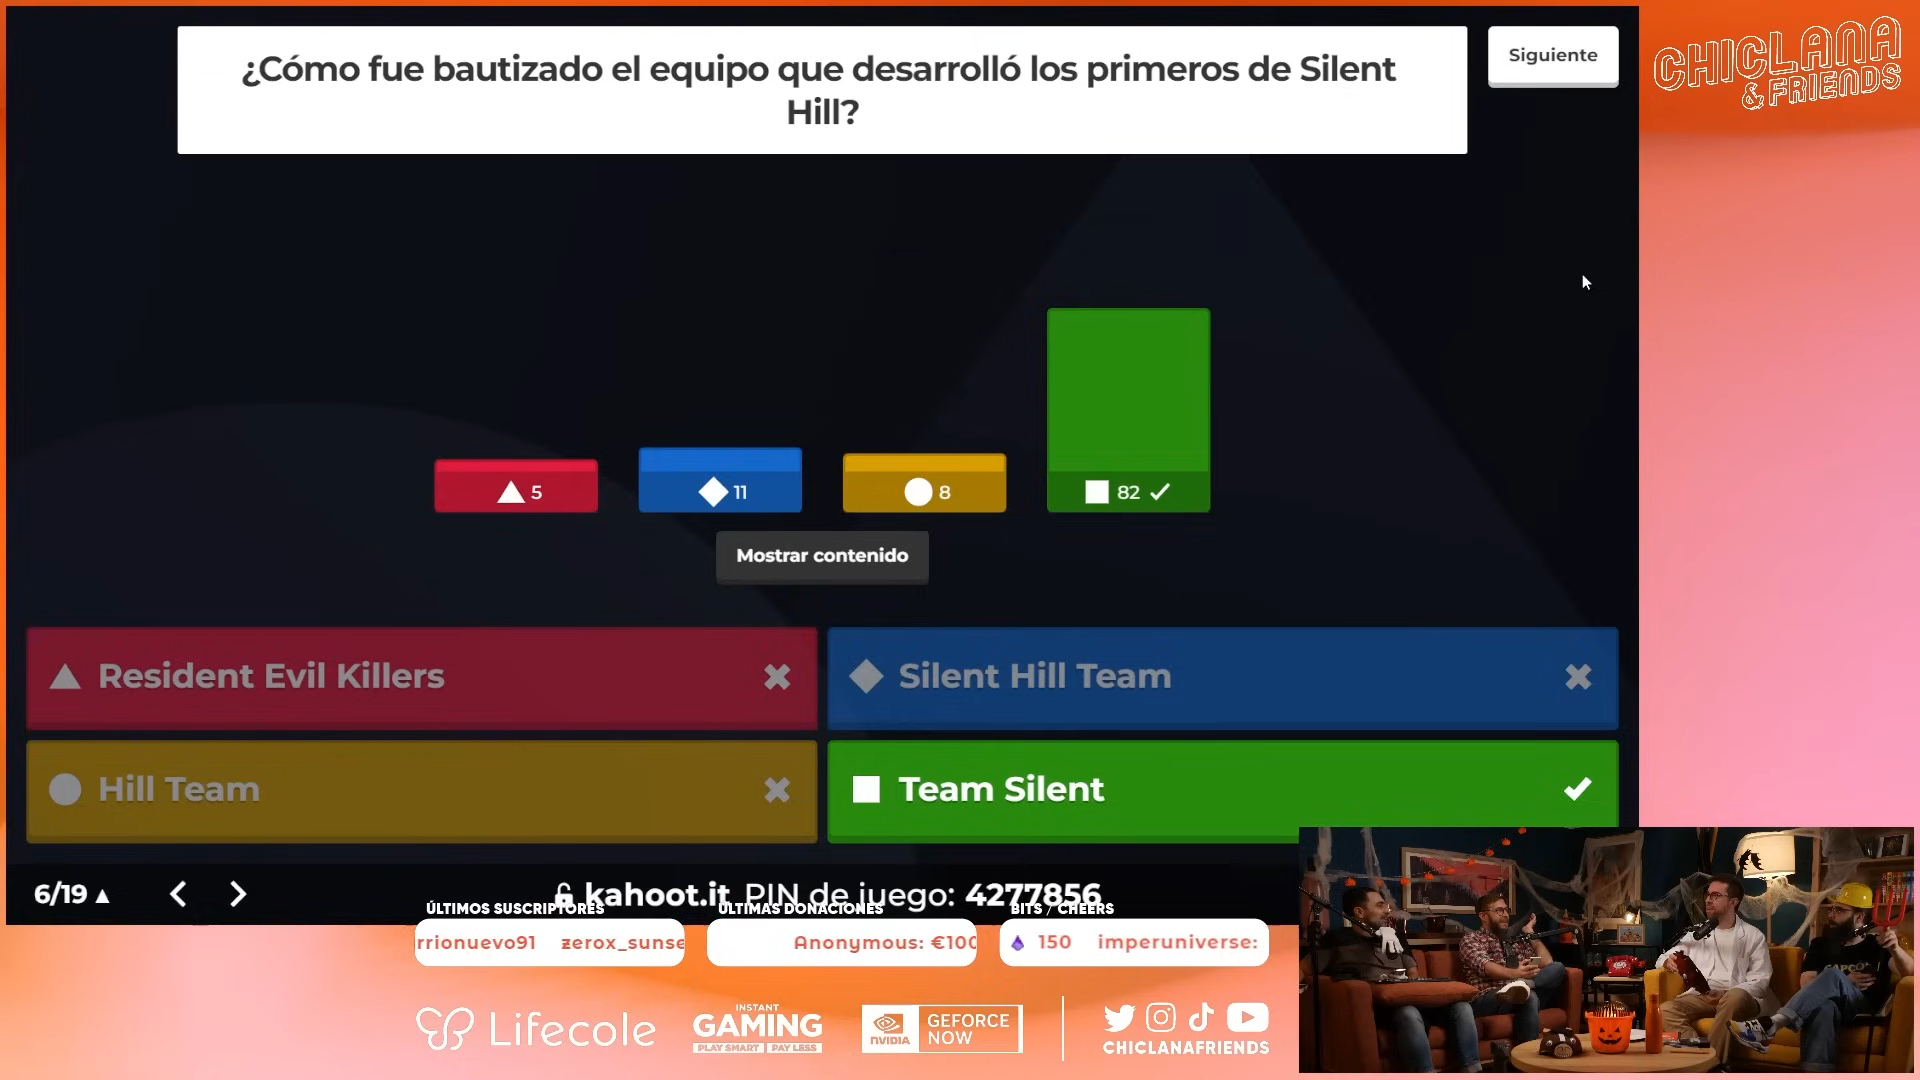 ¿Cómo fue bautizado el equipo que desarrolló los primeros de Silent
Hill?
Siguiente
CHICLANA
& FRIENDS
5
11
8
82
Mostrar contenido
Resident Evil Killers
Silent Hill Team
Hill Team
Team Silent
6/19
kahoot.it PIN de juego: 4277856
ÚLTIMOS SUSCRIPTORES
ÚLTIMAS DONACIONES
BITS / CHEERS
rrionuevo91 zerox_sunse
Anonymous: €100
150 imperuniverse:
Lifecole
INSTANT
GAMING
PLAY SMART | PAY LESS
NVIDIA
GEFORCE
NOW
CHICLANAFRIENDS
CAPCO